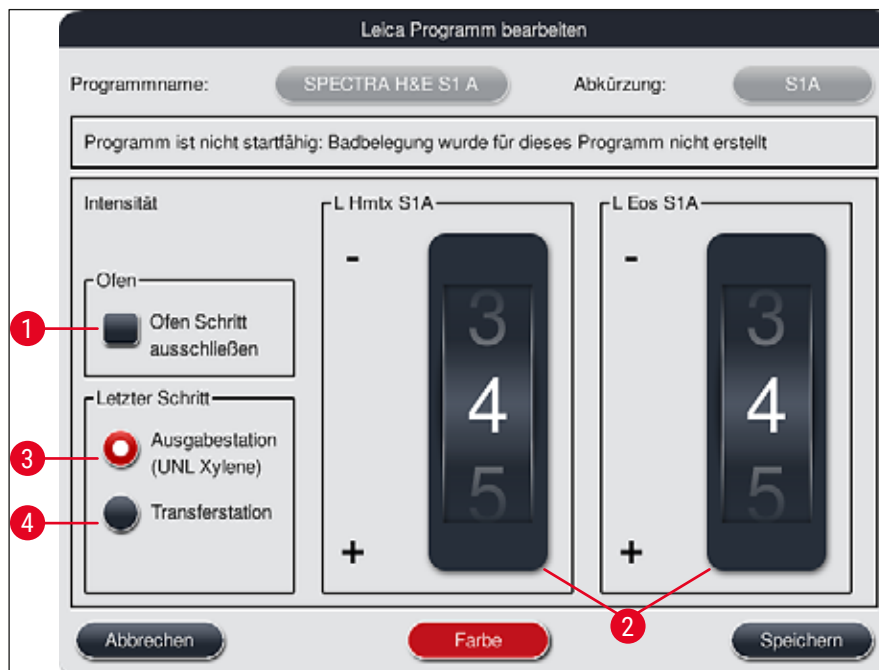 Leica Programm bearbeiten
Programmname: SPECTRA H&E S1 A Abkürzung: S1A
Programm ist nicht startfähig: Badbelegung wurde für dieses Programm nicht erstellt
Intensität
Ofen
1 Ofen Schritt
ausschließen
Letzter Schritt
3 Ausgabestation
(UNL Xylene)
4 Transferstation
L Hmtx S1A
-
3
4
5
+
L Eos S1A
-
3
4
5
+
2
Abbrechen Farbe Speichern